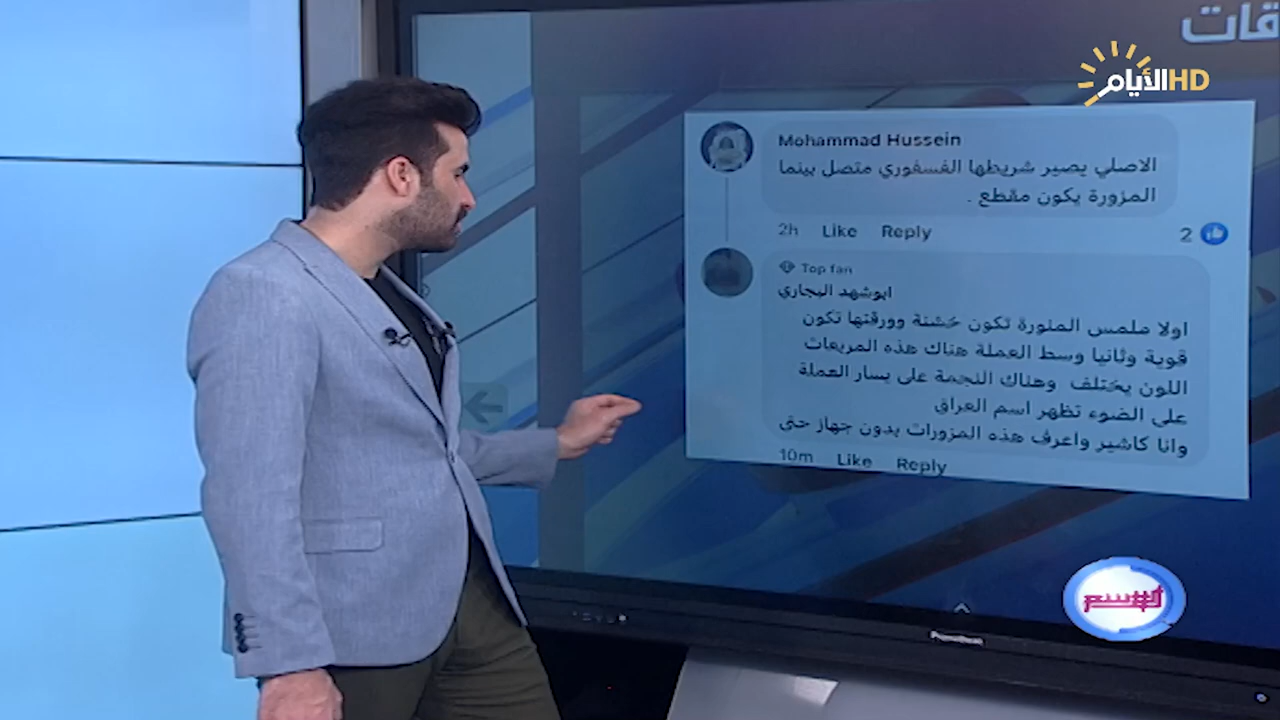 قات
الأيام HD
Mohammad Hussein
الاصلي يصير شريطها الفسفوري متصل بينما
المزورة يكون مقطع .
2h Like Reply 2
Top fan
ابوشهد البجاري
اولا ملمس المنورة تكون خشنة وورقتها تكون
قوية وثانيا وسط العملة هناك هذه المربعات
اللون يختلف وهناك النجمة على يسار العملة
على الضوء تظهر اسم العراق
وانا كاشير واعرف هذه المزورات بدون جهاز حتى
10m Like Reply